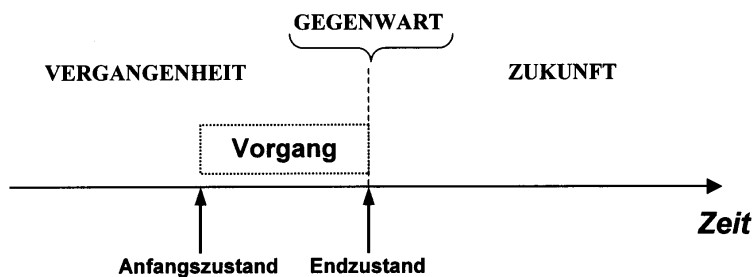 GEGENWART
VERGANGENHEIT
ZUKUNFT
Vorgang
Zeit
Anfangszustand
Endzustand